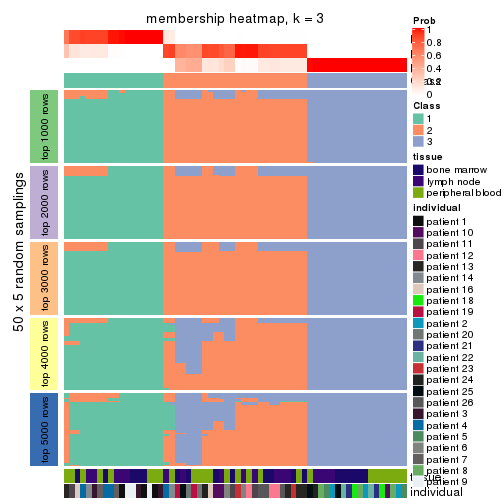 membership heatmap, k = 3
50 x 5 random samplings
top 1000 rows
top 2000 rows
top 3000 rows
top 4000 rows
top 5000 rows
Prob
1
0.8
0.6
0.4
0.2
0
Class
1
2
3
tissue
bone marrow
lymph node
peripheral blood
individual
patient 1
patient 10
patient 11
patient 12
patient 13
patient 14
patient 16
patient 18
patient 19
patient 2
patient 20
patient 21
patient 22
patient 23
patient 24
patient 25
patient 26
patient 3
patient 4
patient 5
patient 6
patient 7
patient 8
patient 9
individual